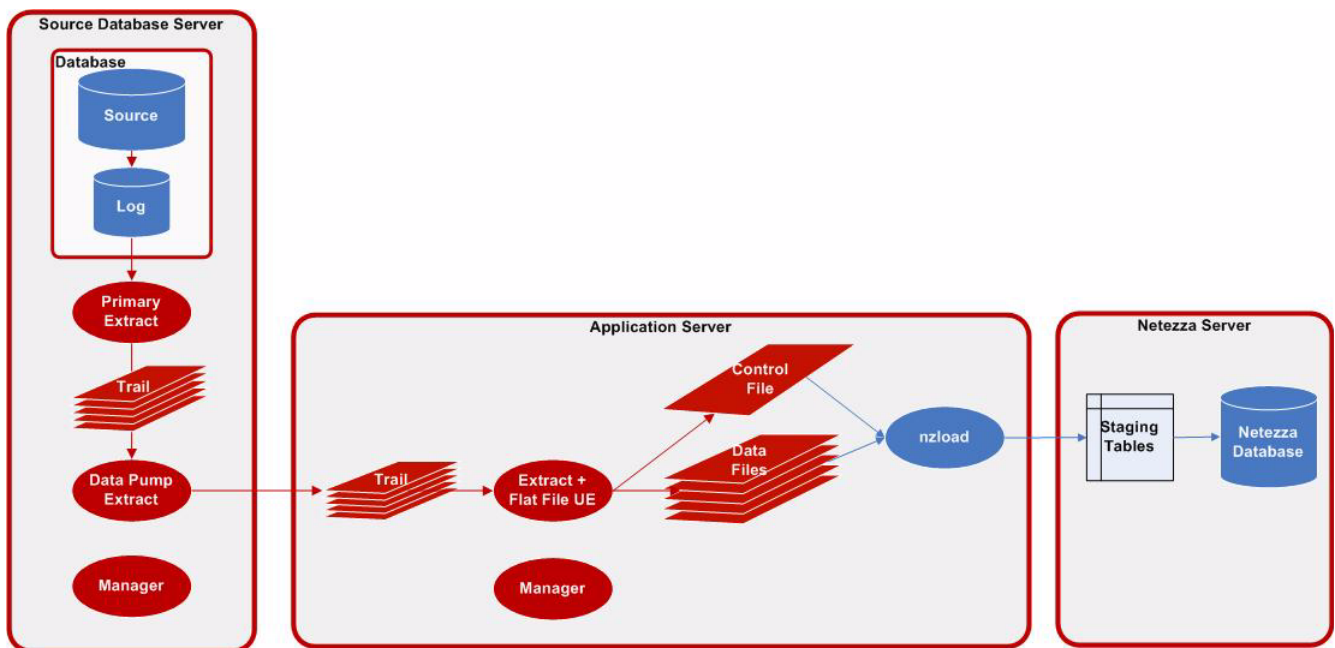 Source Database Server
Database
Source
Log
Primary
Extract
Trail
Data Pump
Extract
Manager
Application Server
Trail
Extract +
Flat File UE
Manager
Control
File
Data
Files
nzload
Netezza Server
Staging
Tables
Netezza
Database